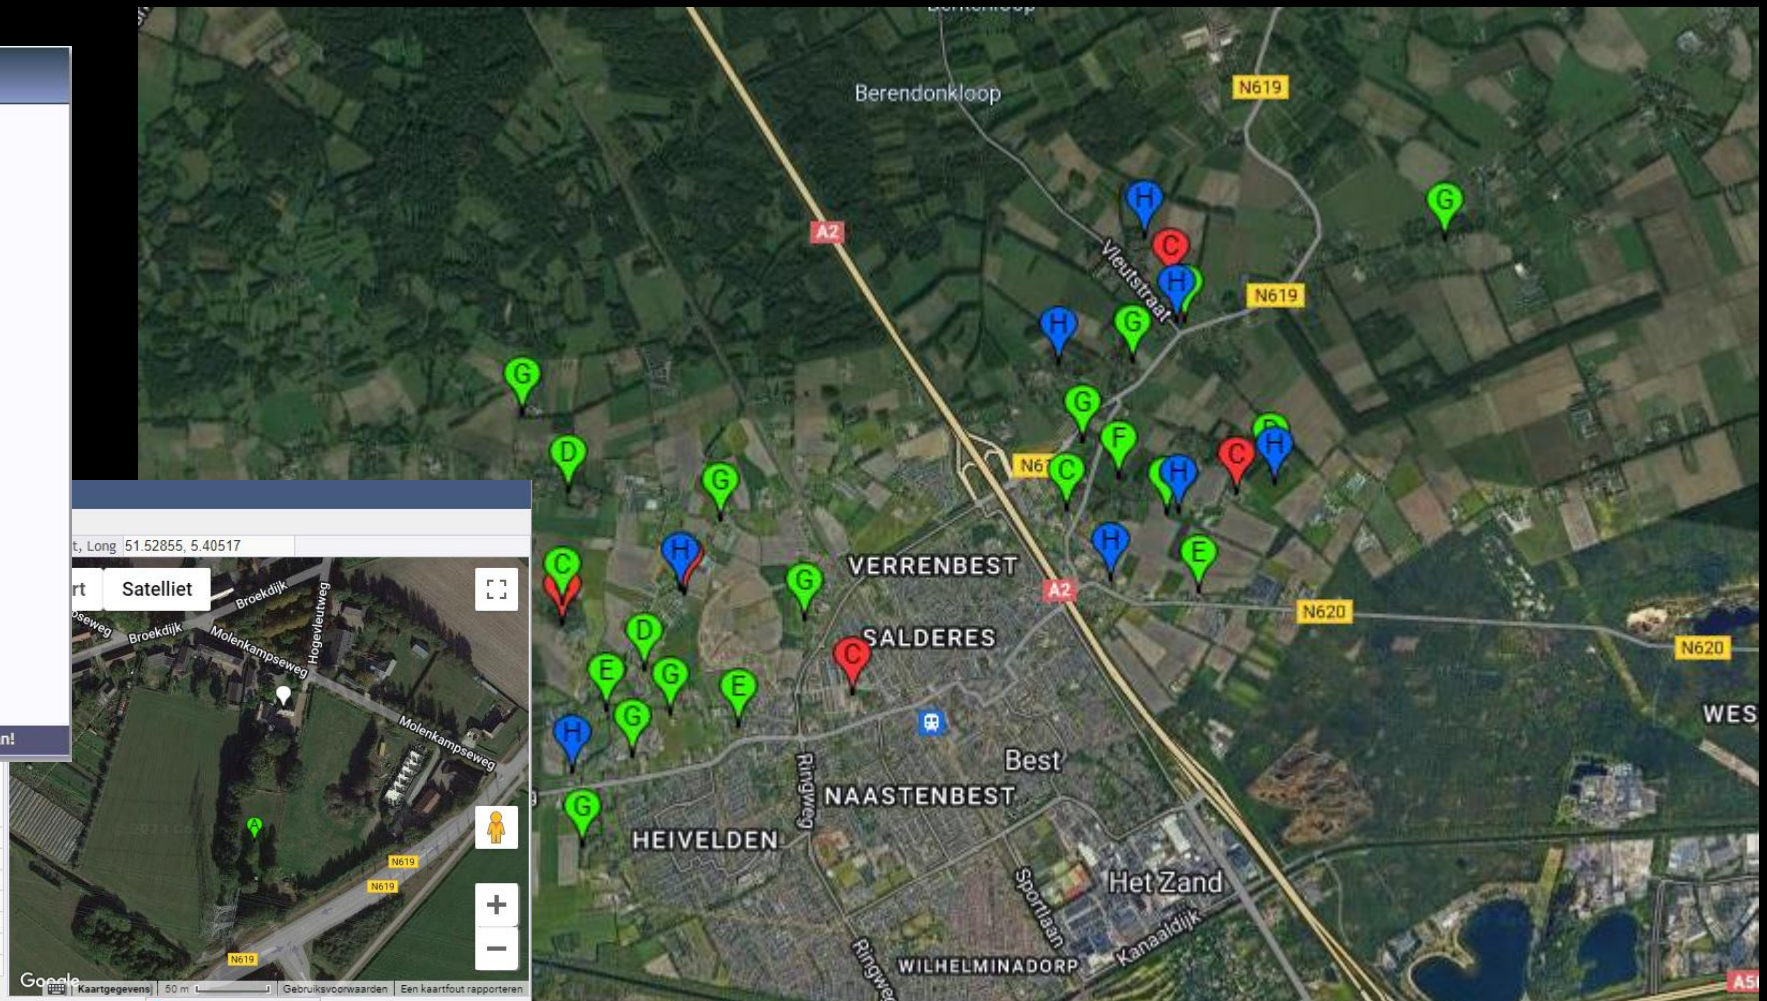 Berendonkloop
N619
A2
H
G
C
Vleutstraat
H
N619
H
G
G
G
F
D
C
H
G
C
H
H
E
VERRENBEST
G
H
C
A2
N620
SALDERES
N620
D
C
E
G
E
G
H
WES
Best
Ringweg
NAASTENBEST
G
HEIVELDEN
Het Zand
Sportlaan
Kanaaldijk
WILHELMINADORP
A50
n!
t, Long 51.52855, 5.40517
rt
Satelliet
Broekdijk
Broekdijk
Molenkampseweg
Hogevleutweg
Molenkampseweg
A
N619
N619
N619
+
−
Google
Kaartgegevens
50 m
Gebruiksvoorwaarden
Een kaartfout rapporteren